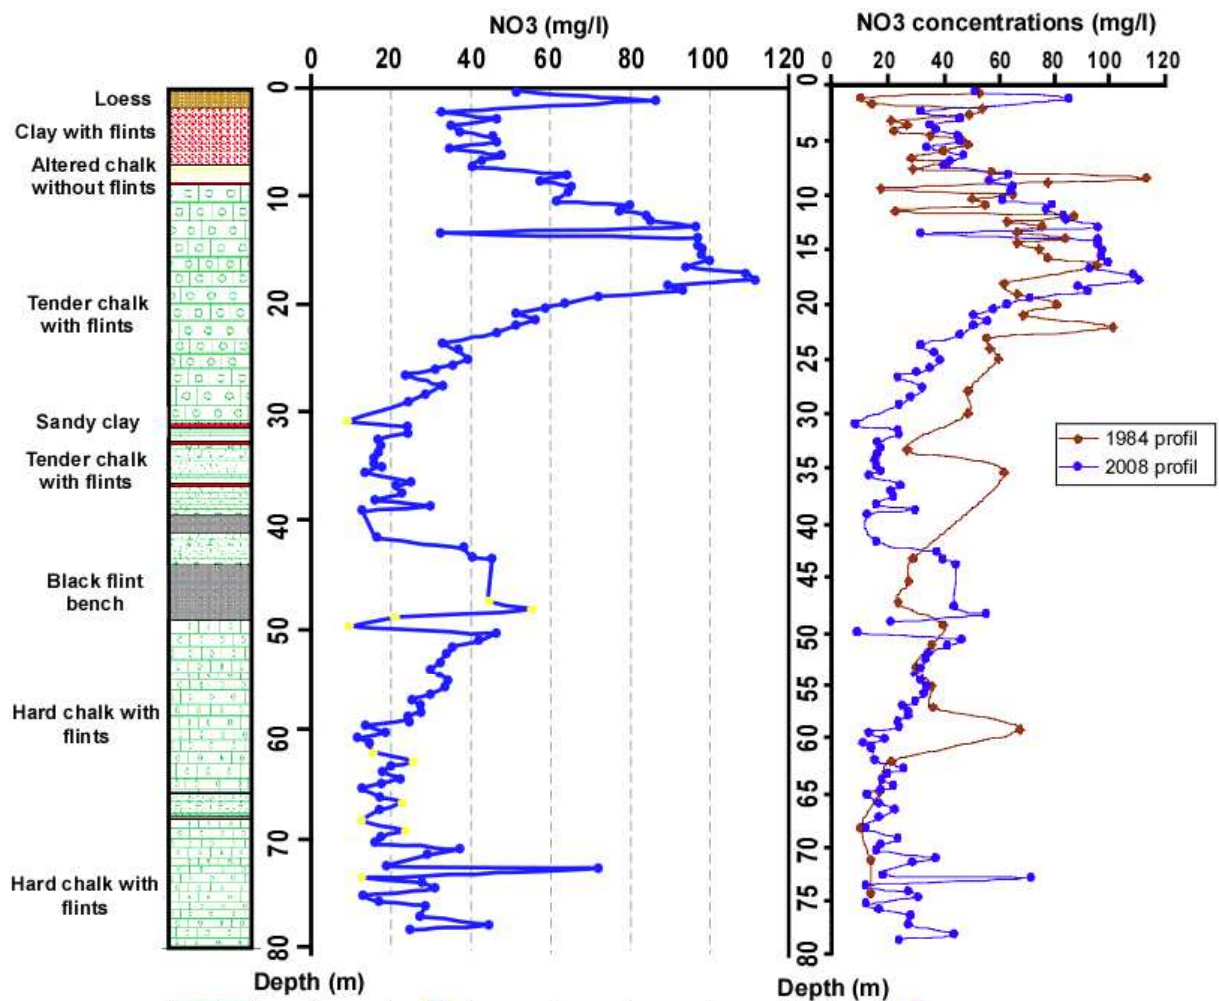 NO3 (mg/l)
0 20 40 60 80 100 120
NO3 concentrations (mg/l)
0 20 40 60 80 100 120
Loess
Clay with flints
Altered chalk
without flints
Tender chalk
with flints
Sandy clay
Tender chalk
with flints
Black flint
bench
Hard chalk with
flints
Hard chalk with
flints
0
10
20
30
40
50
60
70
80
Depth (m)
0
5
10
15
20
25
30
35
40
45
50
55
60
65
70
75
80
Depth (m)
1984 profil
2008 profil